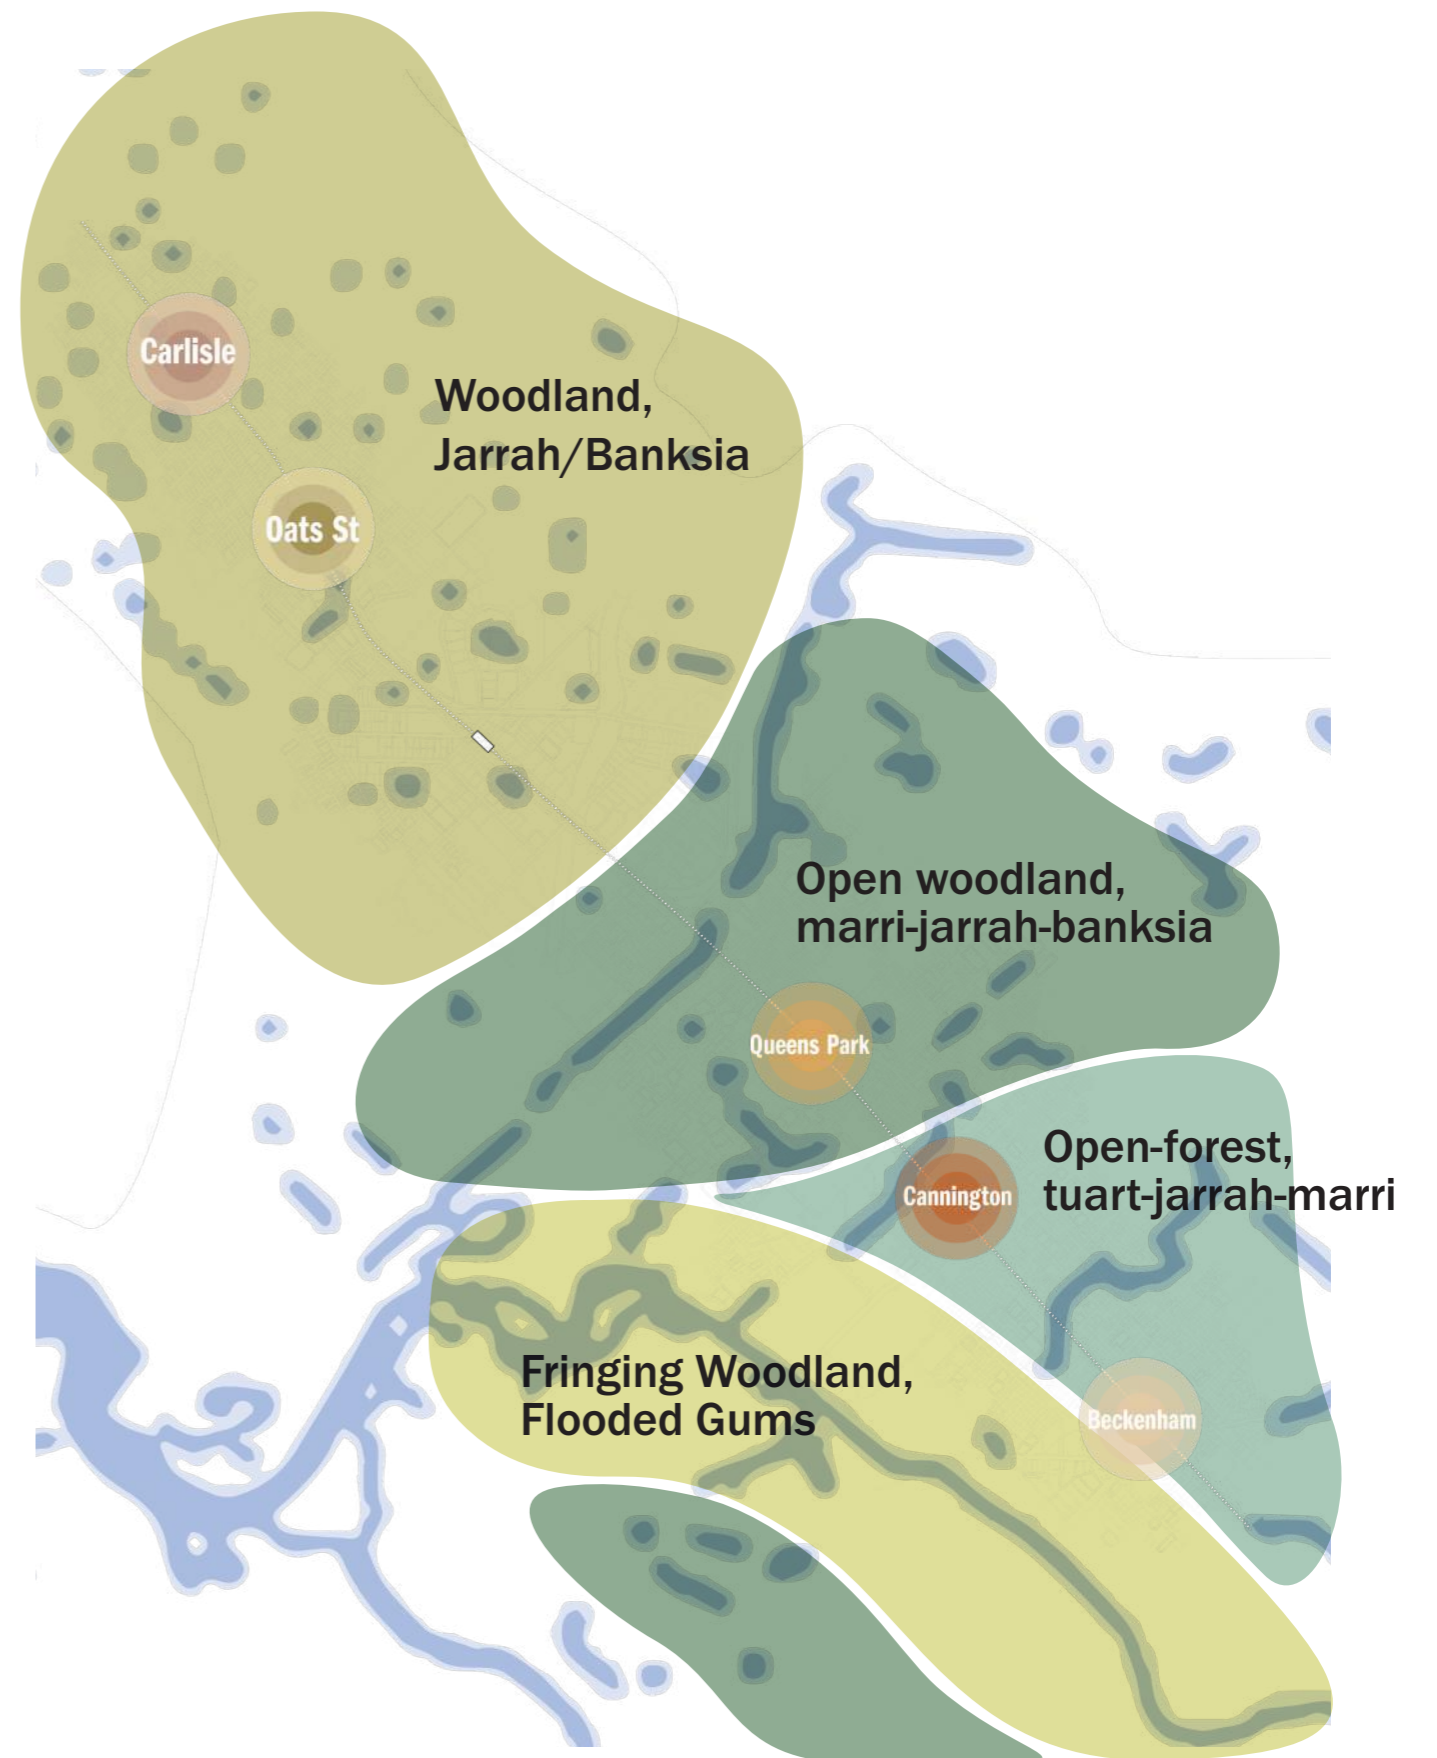 Carlisle
Woodland,
Jarrah/Banksia
Oats St
Open woodland,
marri-jarrah-banksia
Queens Park
Open-forest,
tuart-jarrah-marri
Cannington
Fringing Woodland,
Flooded Gums
Beckenham